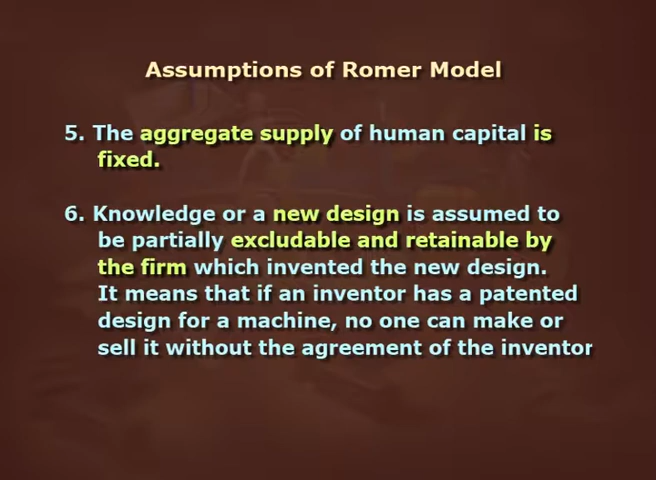 Assumptions of Romer Model
5. The aggregate supply of human capital is
fixed.
6. Knowledge or a new design is assumed to
be partially excludable and retainable by
the firm which invented the new design.
It means that if an inventor has a patented
design for a machine, no one can make or
sell it without the agreement of the inventor